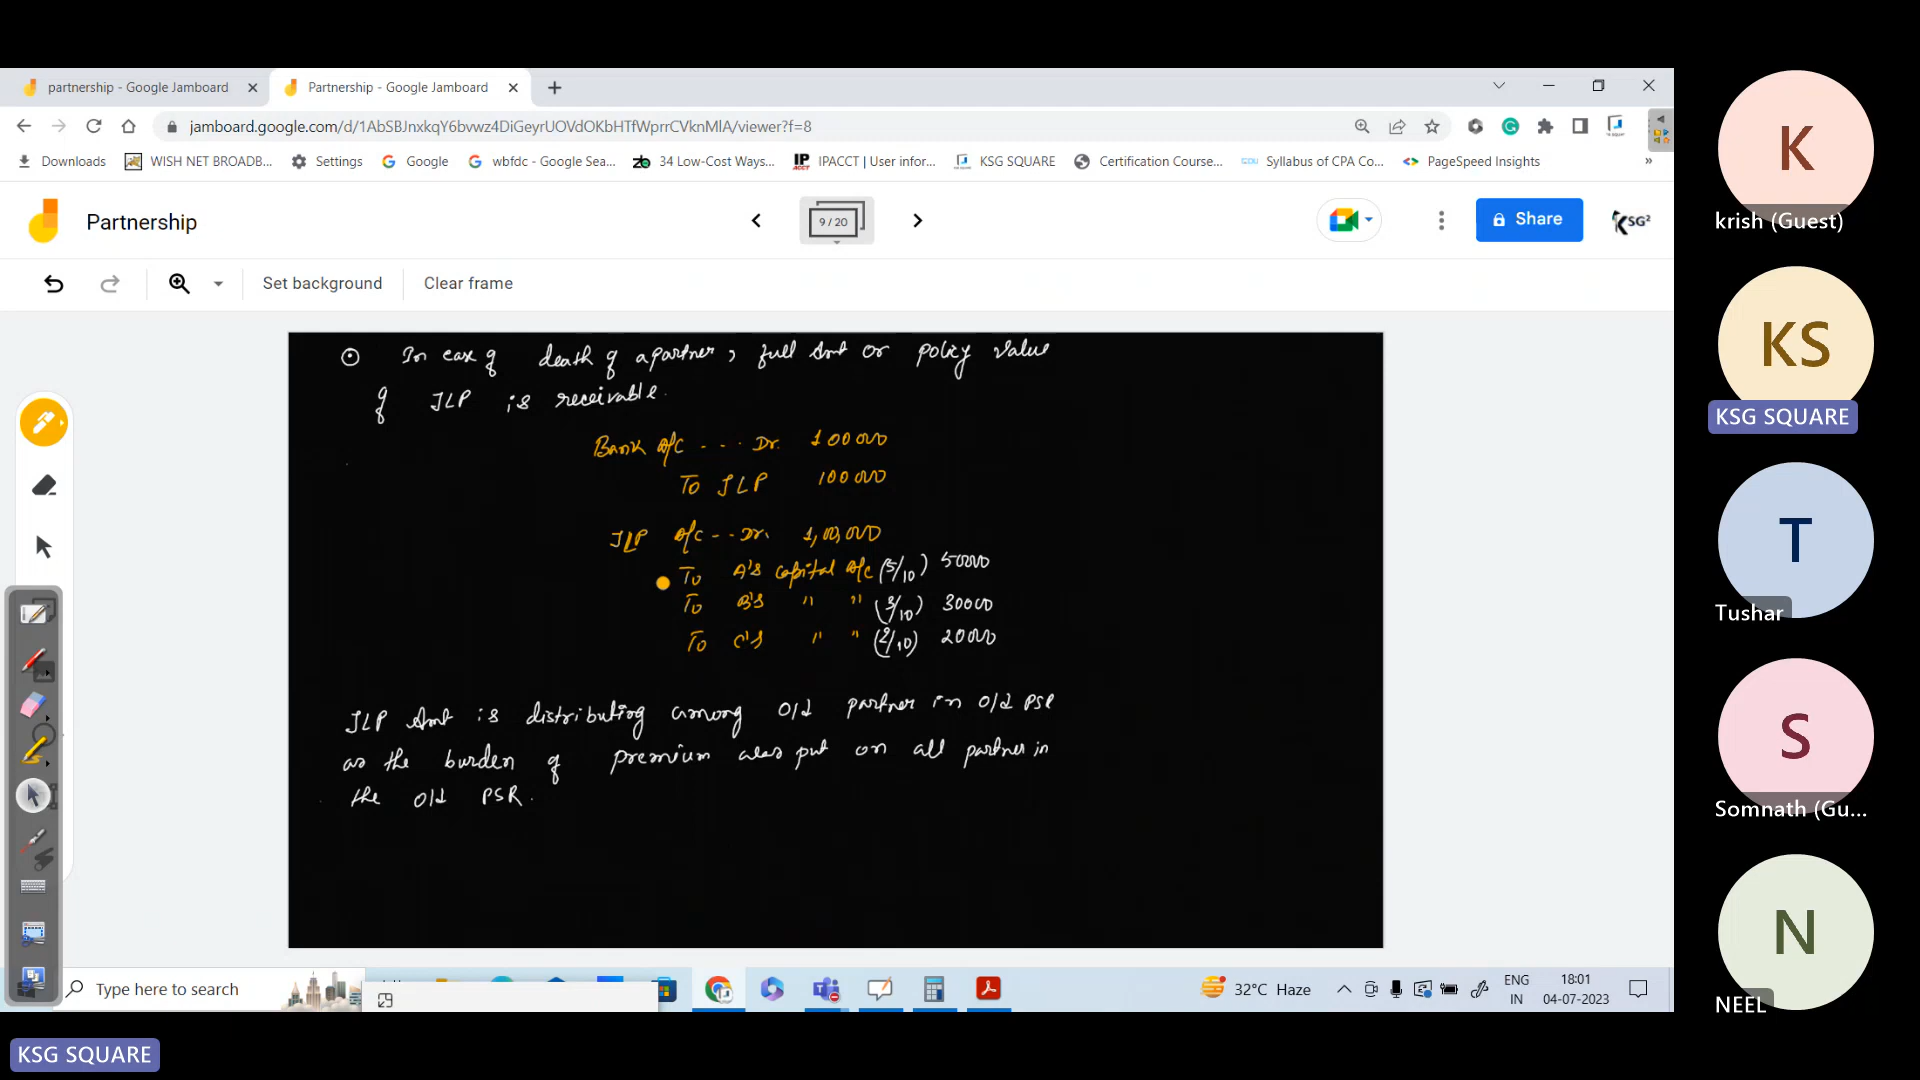 partnership - Google Jamboard
Partnership - Google Jamboard
jamboard.google.com/d/1AbSBJnxkqY6bvwz4DiGeyrUOVdOKbHTfWprrCVknMlA/viewer?f=8
Downloads WISH NET BROADB... Settings Google wbfdc - Google Sea... 34 Low-Cost Ways... IPACCT | User infor... KSG SQUARE Certification Course... Syllabus of CPA Co... PageSpeed Insights »
Partnership
9 / 20
Share
KSG²
Set background
Clear frame
In case of death of a partner, full Amt or policy value
of JLP is receivable.
Bank A/C - - - · Dr. 100000
To JLP 100000
JLP A/C - - Dr. 1,00,000
To A's capital A/c (5/10) 50000
To B's " " (3/10) 30000
To C's " " (2/10) 20000
JLP Amt is distributing among old partner in old PSR
as the burden of premium was put on all partner in
the old PSR.
Type here to search
32°C Haze
ENG
IN
18:01
04-07-2023
K
krish (Guest)
KS
KSG SQUARE
T
Tushar
S
Somnath (Gu...
N
NEEL
KSG SQUARE